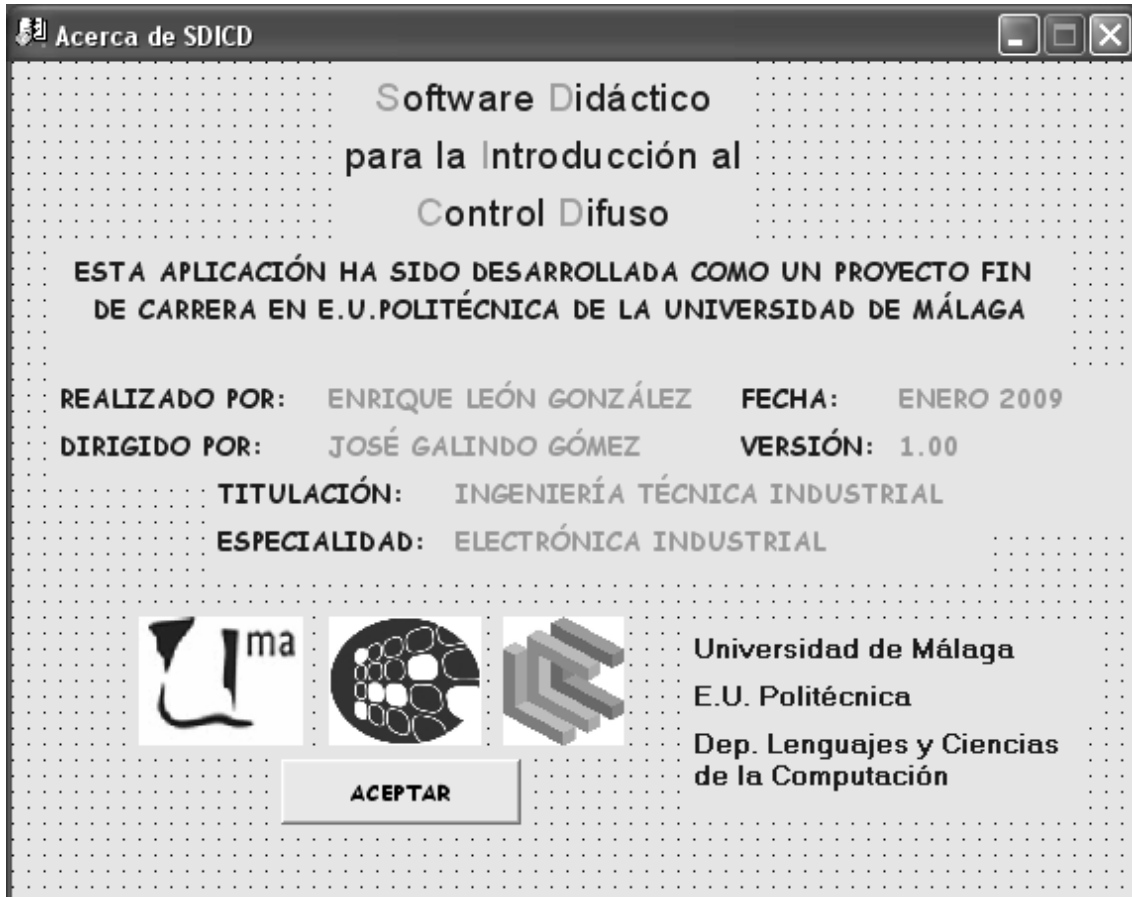 Acerca de SDICD
Software Didáctico
para la Introducción al
Control Difuso
ESTA APLICACIÓN HA SIDO DESARROLLADA COMO UN PROYECTO FIN
DE CARRERA EN E.U.POLITÉCNICA DE LA UNIVERSIDAD DE MÁLAGA
REALIZADO POR: ENRIQUE LEÓN GONZÁLEZ FECHA: ENERO 2009
DIRIGIDO POR: JOSÉ GALINDO GÓMEZ VERSIÓN: 1.00
TITULACIÓN: INGENIERÍA TÉCNICA INDUSTRIAL
ESPECIALIDAD: ELECTRÓNICA INDUSTRIAL
uma
Universidad de Málaga
E.U. Politécnica
Dep. Lenguajes y Ciencias
de la Computación
ACEPTAR